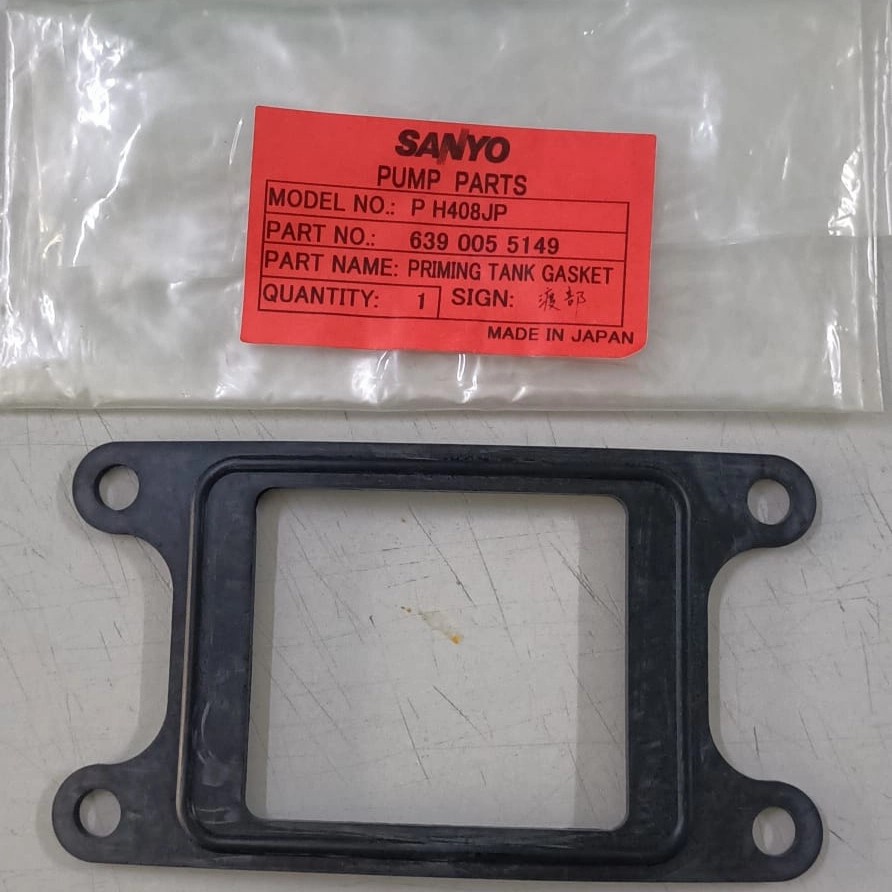 SANYO
PUMP PARTS
MODEL NO.: P H408JP
PART NO.: 639 005 5149
PART NAME: PRIMING TANK GASKET
QUANTITY: 1 SIGN: 渡部
MADE IN JAPAN